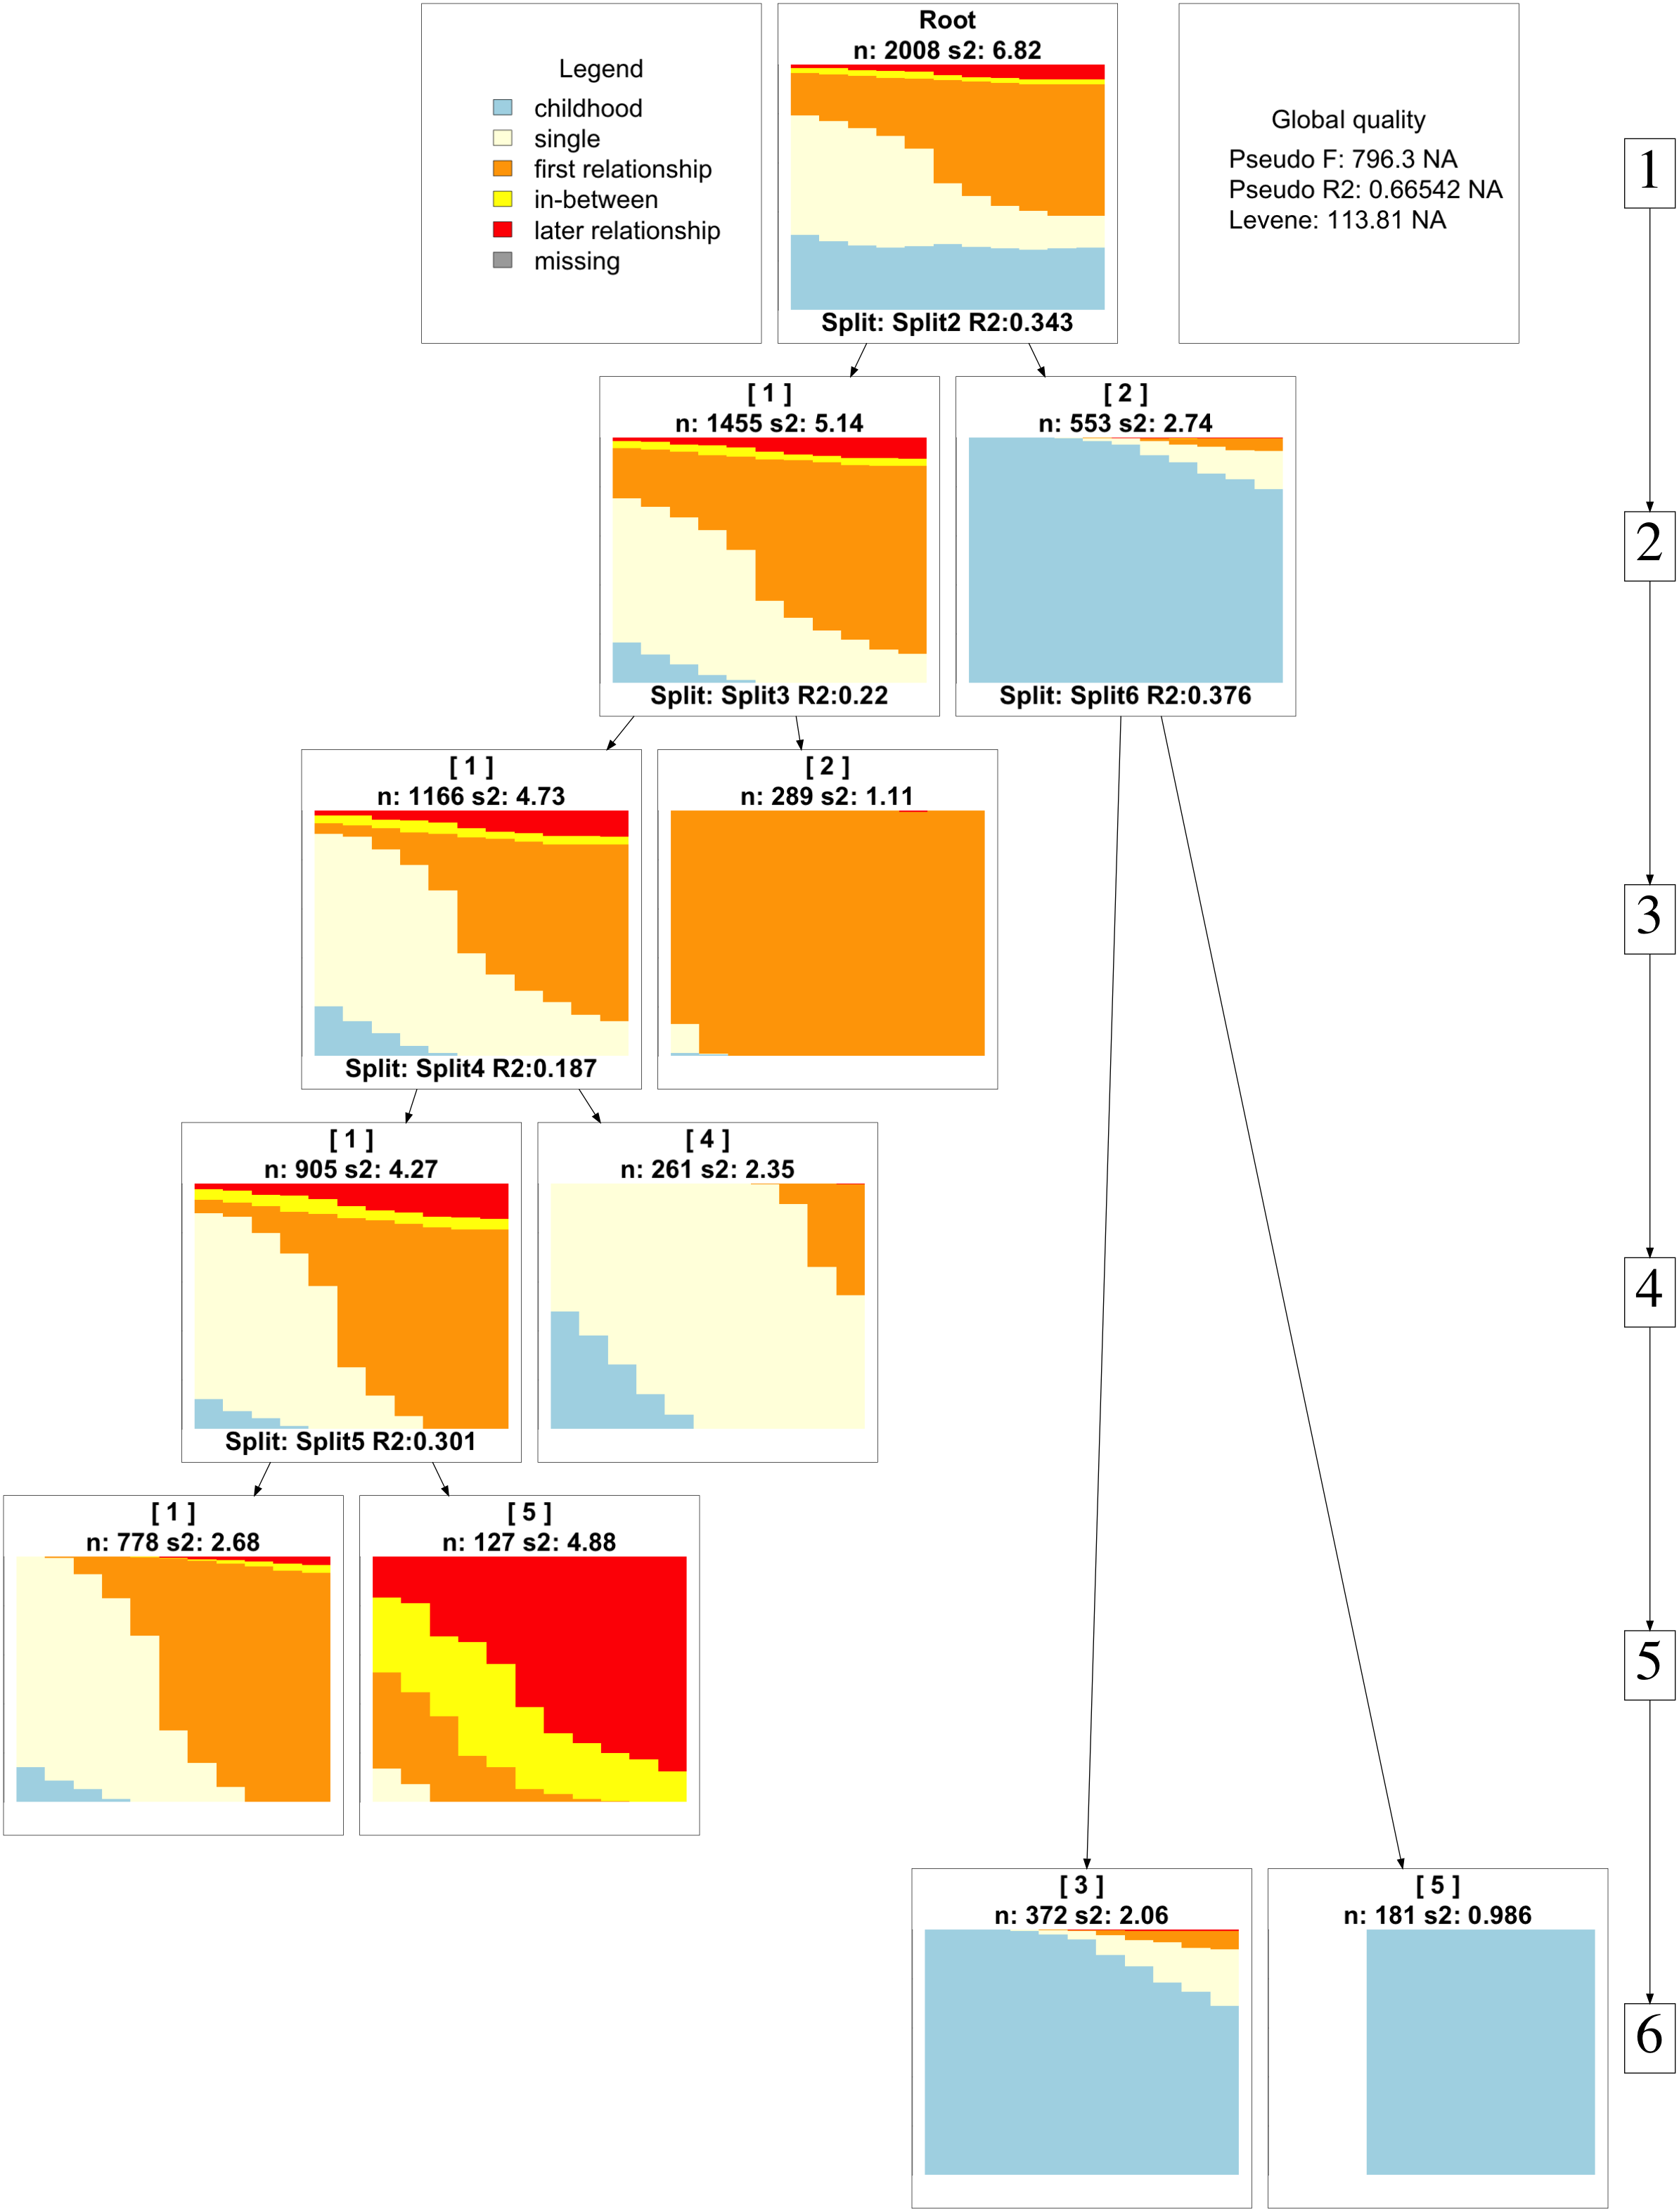 Legend
childhood
single
first relationship
in-between
later relationship
missing
Root
n: 2008 s2: 6.82
Split: Split2 R2:0.343
Global quality
Pseudo F: 796.3 NA
Pseudo R2: 0.66542 NA
Levene: 113.81 NA
1
[ 1 ]
n: 1455 s2: 5.14
Split: Split3 R2:0.22
[ 2 ]
n: 553 s2: 2.74
Split: Split6 R2:0.376
2
[ 1 ]
n: 1166 s2: 4.73
Split: Split4 R2:0.187
[ 2 ]
n: 289 s2: 1.11
3
[ 1 ]
n: 905 s2: 4.27
Split: Split5 R2:0.301
[ 4 ]
n: 261 s2: 2.35
4
[ 1 ]
n: 778 s2: 2.68
[ 5 ]
n: 127 s2: 4.88
5
[ 3 ]
n: 372 s2: 2.06
[ 5 ]
n: 181 s2: 0.986
6